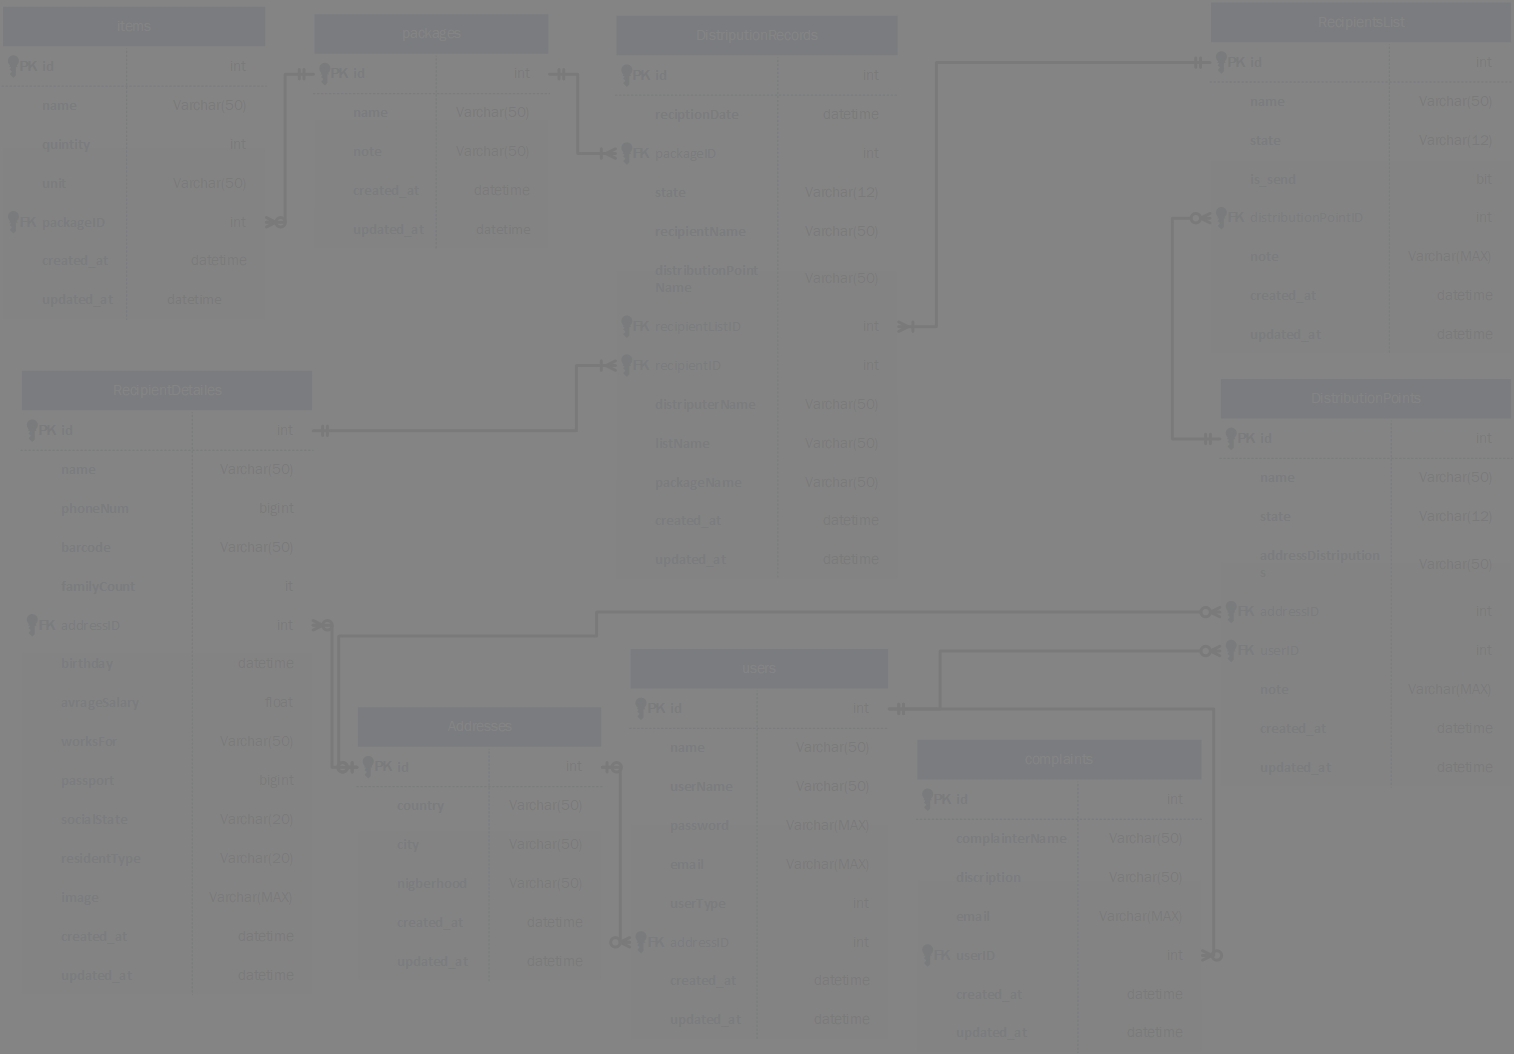 items
PK id int
name Varchar(50)
quintity int
unit Varchar(50)
FK packageID int
created_at datetime
updated_at datetime
packages
PK id int
name Varchar(50)
note Varchar(50)
created_at datetime
updated_at datetime
DistriputionRecords
PK id int
reciptionDate datetime
FK packageID int
state Varchar(12)
recipientName Varchar(50)
distributionPoint
Name Varchar(50)
FK recipientListID int
FK recipientID int
distriputerName Varchar(50)
listName Varchar(50)
packageName Varchar(50)
created_at datetime
updated_at datetime
RecipientsList
PK id int
name Varchar(50)
state Varchar(12)
is_send bit
FK distributionPointID int
note Varchar(MAX)
created_at datetime
updated_at datetime
RecipientDetailes
PK id int
name Varchar(50)
phoneNum bigint
barcode Varchar(50)
familyCount it
FK addressID int
birthday datetime
avrageSalary float
worksFor Varchar(50)
passport bigint
socialState Varchar(20)
residentType Varchar(20)
image Varchar(MAX)
created_at datetime
updated_at datetime
DistributionPoints
PK id int
name Varchar(50)
state Varchar(12)
addressDistripution
s Varchar(50)
FK addressID int
FK userID int
note Varchar(MAX)
created_at datetime
updated_at datetime
Addresses
PK id int
country Varchar(50)
city Varchar(50)
nigborhood Varchar(50)
created_at datetime
updated_at datetime
users
PK id int
name Varchar(50)
userName Varchar(50)
password Varchar(MAX)
email Varchar(MAX)
userType int
FK addressID int
created_at datetime
updated_at datetime
complaints
PK id int
complainterName Varchar(50)
discription Varchar(50)
email Varchar(MAX)
FK userID int
created_at datetime
updated_at datetime